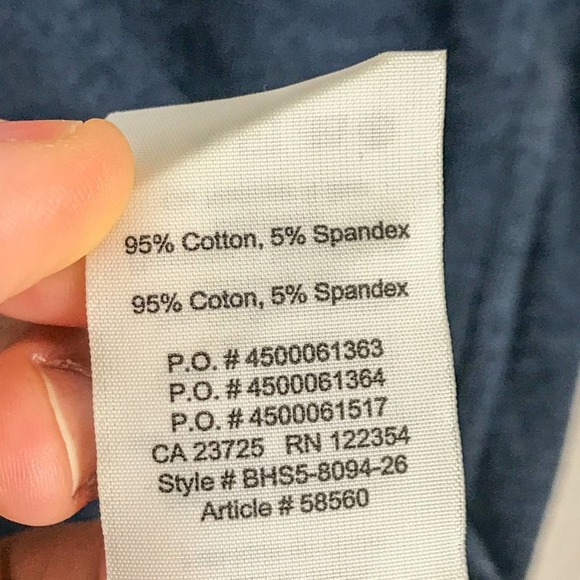 95% Cotton, 5% Spandex
95% Coton, 5% Spandex
P.O. # 4500061363
P.O. # 4500061364
P.O. # 4500061517
CA 23725 RN 122354
Style # BHS5-8094-26
Article # 58560